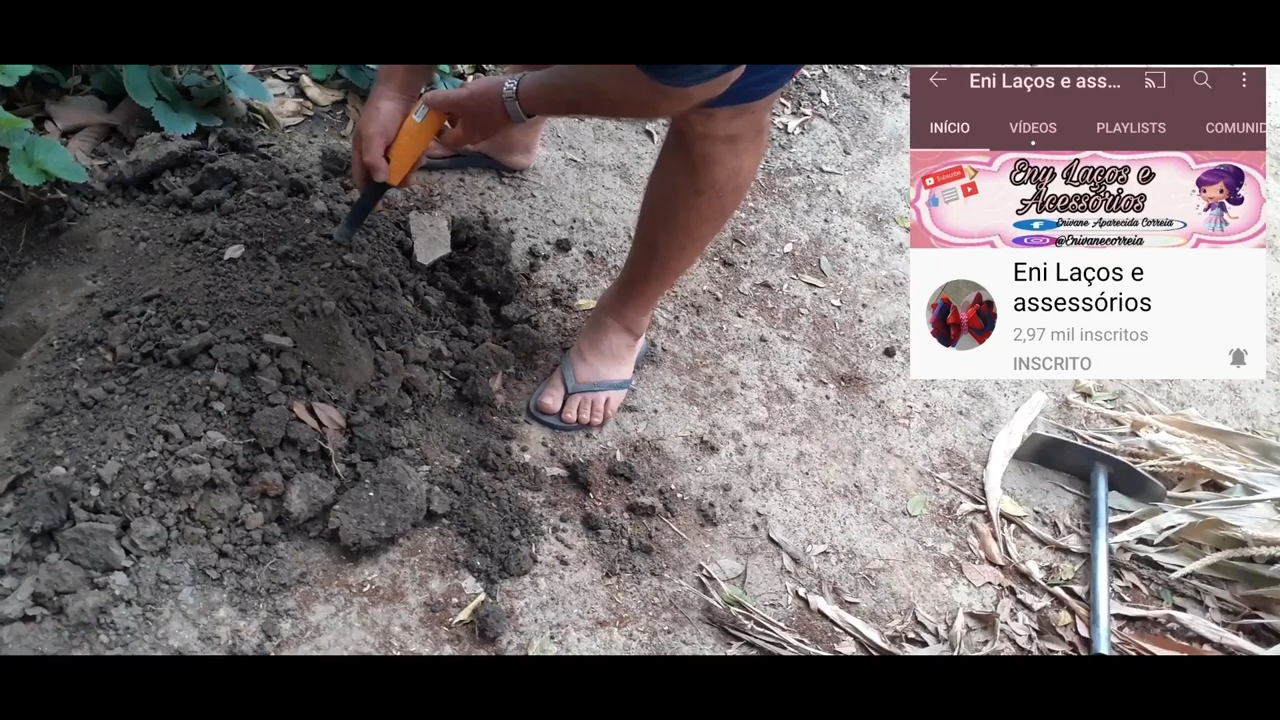 Eni Laços e ass...
INÍCIO VÍDEOS PLAYLISTS COMUNID
Subscribe
Eny Laços e
Acessórios
f Enivane Aparecida Correia
@Enivanecorreia
Eni Laços e
assessórios
2,97 mil inscritos
INSCRITO